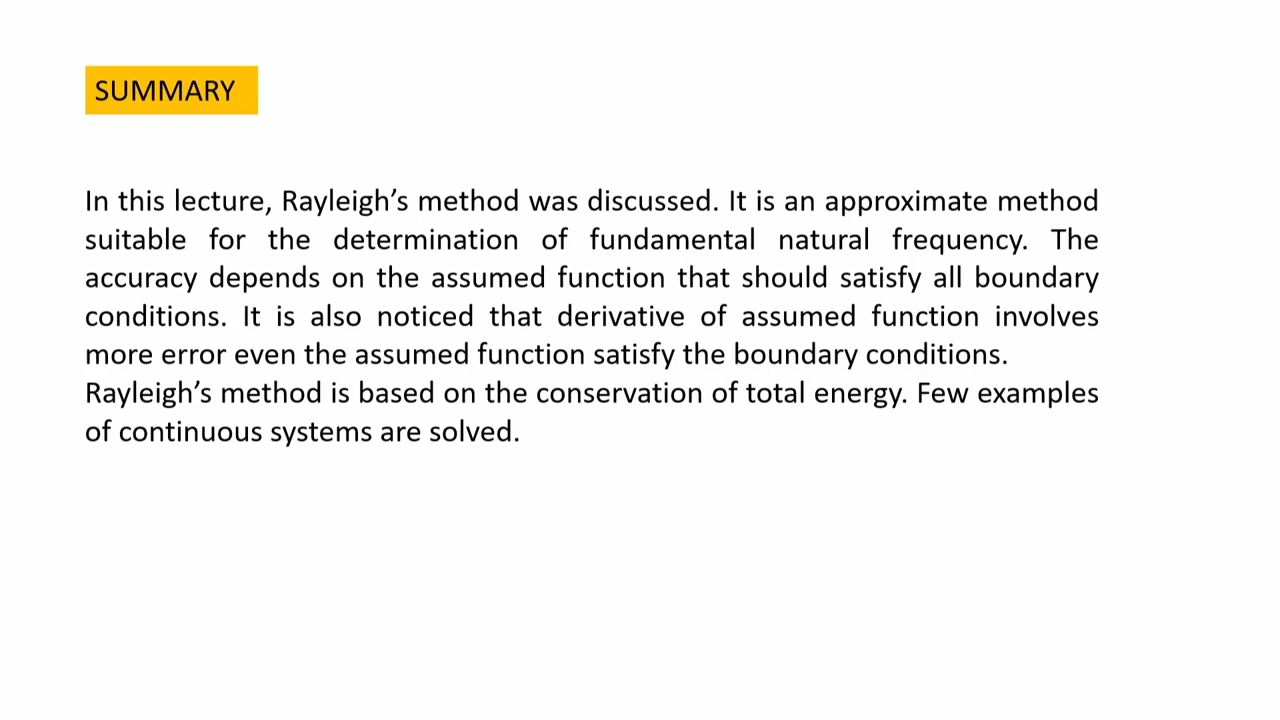 SUMMARY
In this lecture, Rayleigh’s method was discussed. It is an approximate method
suitable for the determination of fundamental natural frequency. The
accuracy depends on the assumed function that should satisfy all boundary
conditions. It is also noticed that derivative of assumed function involves
more error even the assumed function satisfy the boundary conditions.
Rayleigh’s method is based on the conservation of total energy. Few examples
of continuous systems are solved.